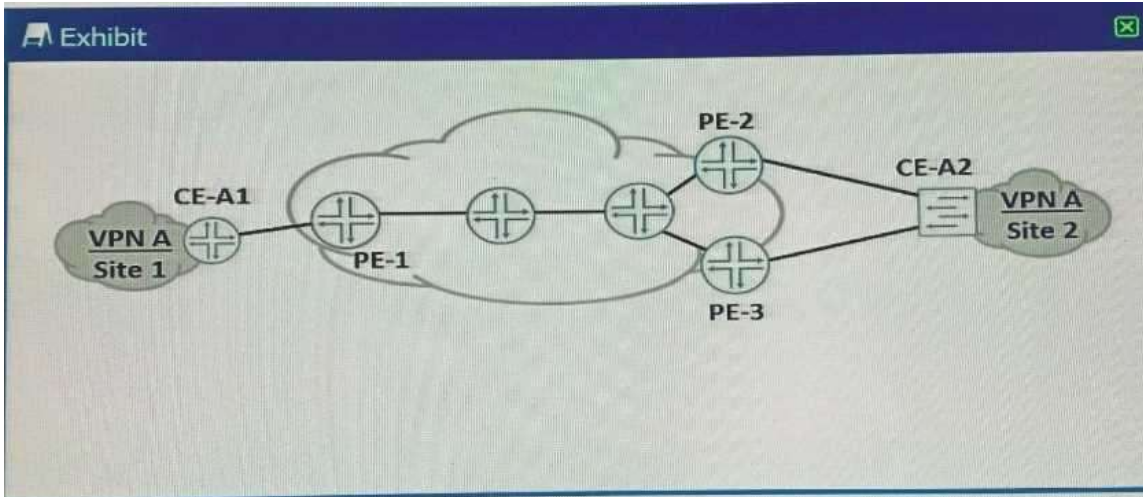 Exhibit
PE-2
CE-A2
CE-A1
VPN A
Site 1
PE-1
VPN A
Site 2
PE-3